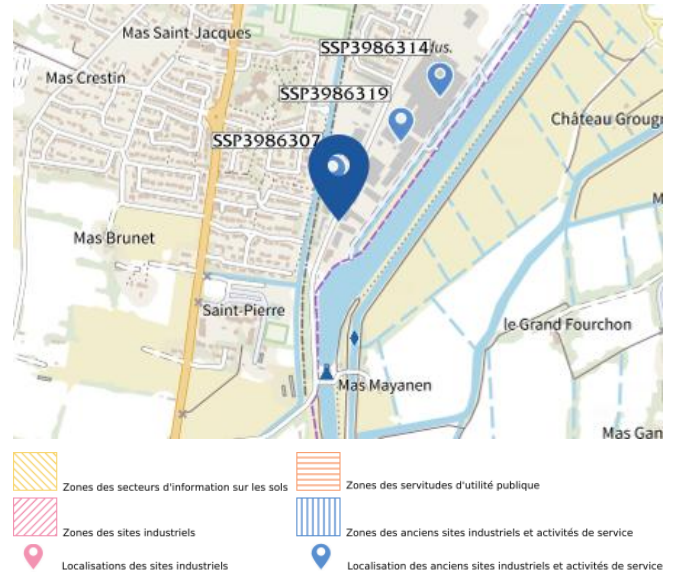 Mas Saint Jacques
SSP3986314 us.
Mas Crestin
SSP3986319
Château Groug
SSP3986307
M
Mas Brunet
Saint-Pierre
le Grand Fourchon
Mas Mayanen
Mas Gan
Zones des secteurs d'information sur les sols
Zones des servitudes d'utilité publique
Zones des sites industriels
Zones des anciens sites industriels et activités de service
Localisations des sites industriels
Localisation des anciens sites industriels et activités de service